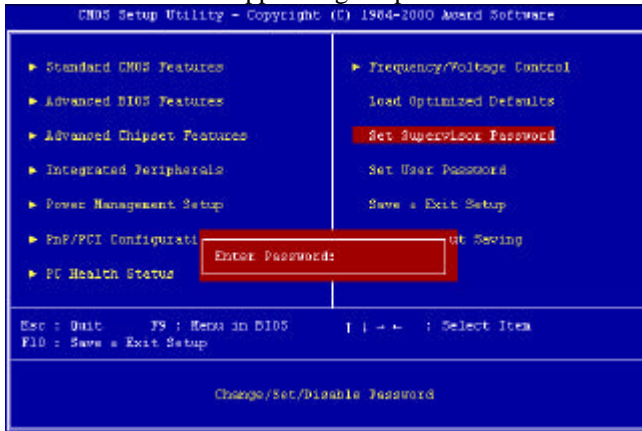 CMOS Setup Utility - Copyright (C) 1984-2000 Award Software
▶ Standard CMOS Features
▶ Advanced BIOS Features
▶ Advanced Chipset Features
▶ Integrated Peripherals
▶ Power Management Setup
▶ PnP/PCI Configurati
▶ PC Health Status
▶ Frequency/Voltage Control
Load Optimized Defaults
Set Supervisor Password
Set User Password
Save & Exit Setup
ut Saving
Enter Password:
Esc : Quit F9 : Menu in BIOS ↑ ↓ → ← : Select Item
F10 : Save & Exit Setup
Change/Set/Disable Password